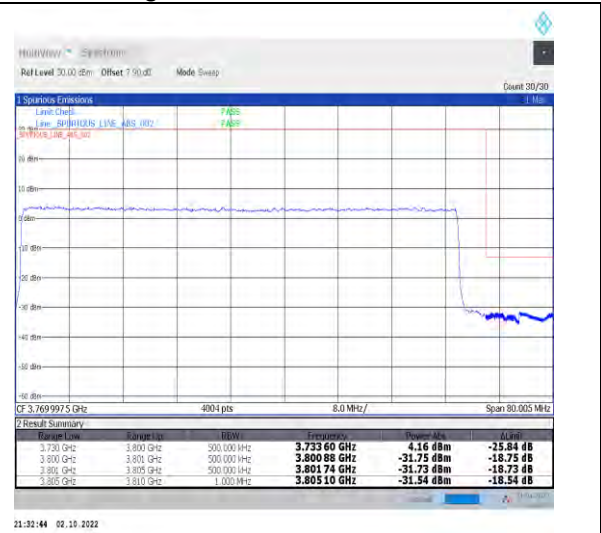 MultiView Spectrum
Ref Level 30.00 dBm Offset 7.90 dB Mode Sweep
Count 30/30
1 Spurious Emissions
Limit Check PASS
Line _SPURIOUS_LINE_ABS_002 PASS
_SPURIOUS_LINE_ABS_002
20 dBm
10 dBm
0 dBm
-10 dBm
-20 dBm
-30 dBm
-40 dBm
-50 dBm
-60 dBm
CF 3.7699975 GHz 4004 pts 8.0 MHz/ Span 80.005 MHz
2 Result Summary
Range Low Range Up RBW Frequency Power Abs ΔLimit
3.730 GHz 3.800 GHz 500.000 kHz 3.73360 GHz 4.16 dBm -25.84 dB
3.800 GHz 3.801 GHz 500.000 kHz 3.80088 GHz -31.75 dBm -18.75 dB
3.801 GHz 3.805 GHz 500.000 kHz 3.80174 GHz -31.73 dBm -18.73 dB
3.805 GHz 3.810 GHz 1.000 MHz 3.80510 GHz -31.54 dBm -18.54 dB
21:32:44 02.10.2022